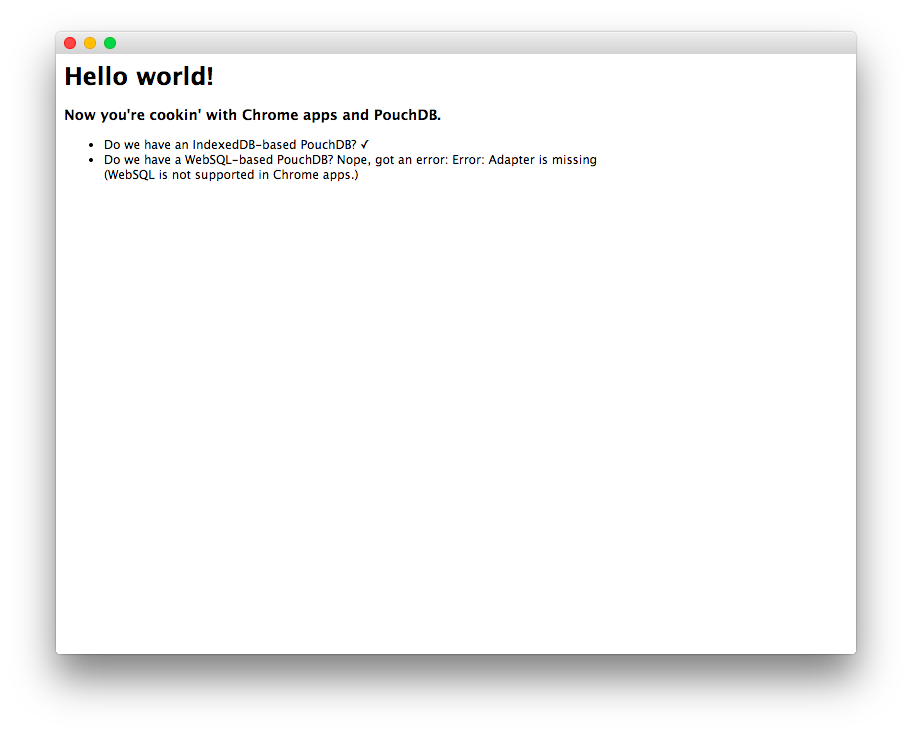 Hello world!
Now you're cookin' with Chrome apps and PouchDB.
• Do we have an IndexedDB-based PouchDB? ✓
• Do we have a WebSQL-based PouchDB? Nope, got an error: Error: Adapter is missing
(WebSQL is not supported in Chrome apps.)